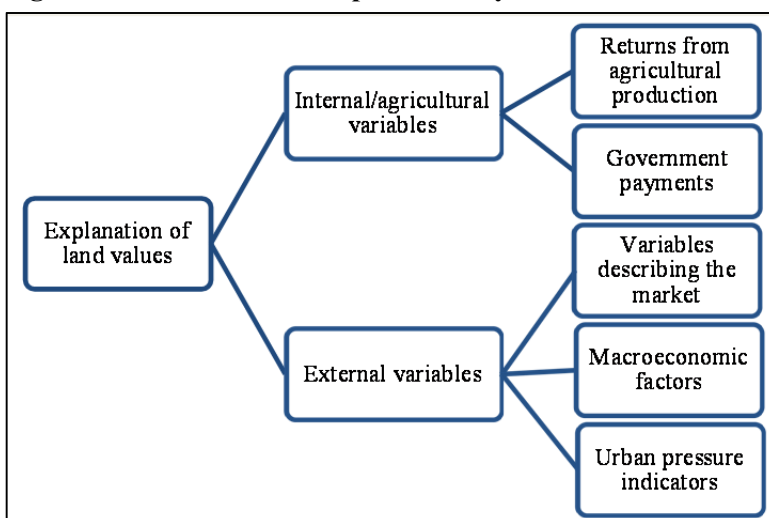 Returns from
agricultural
production
Internal/agricultural
variables
Government
payments
Explanation of
land values
Variables
describing the
market
External variables
Macroeconomic
factors
Urban pressure
indicators